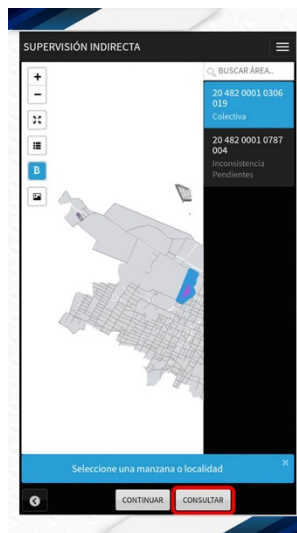 SUPERVISIÓN INDIRECTA
+
BUSCAR ÁREA..
−
20 482 0001 0306
019
Colectiva
20 482 0001 0787
004
Inconsistencia
Pendientes
B
Seleccione una manzana o localidad
×
CONTINUAR
CONSULTAR